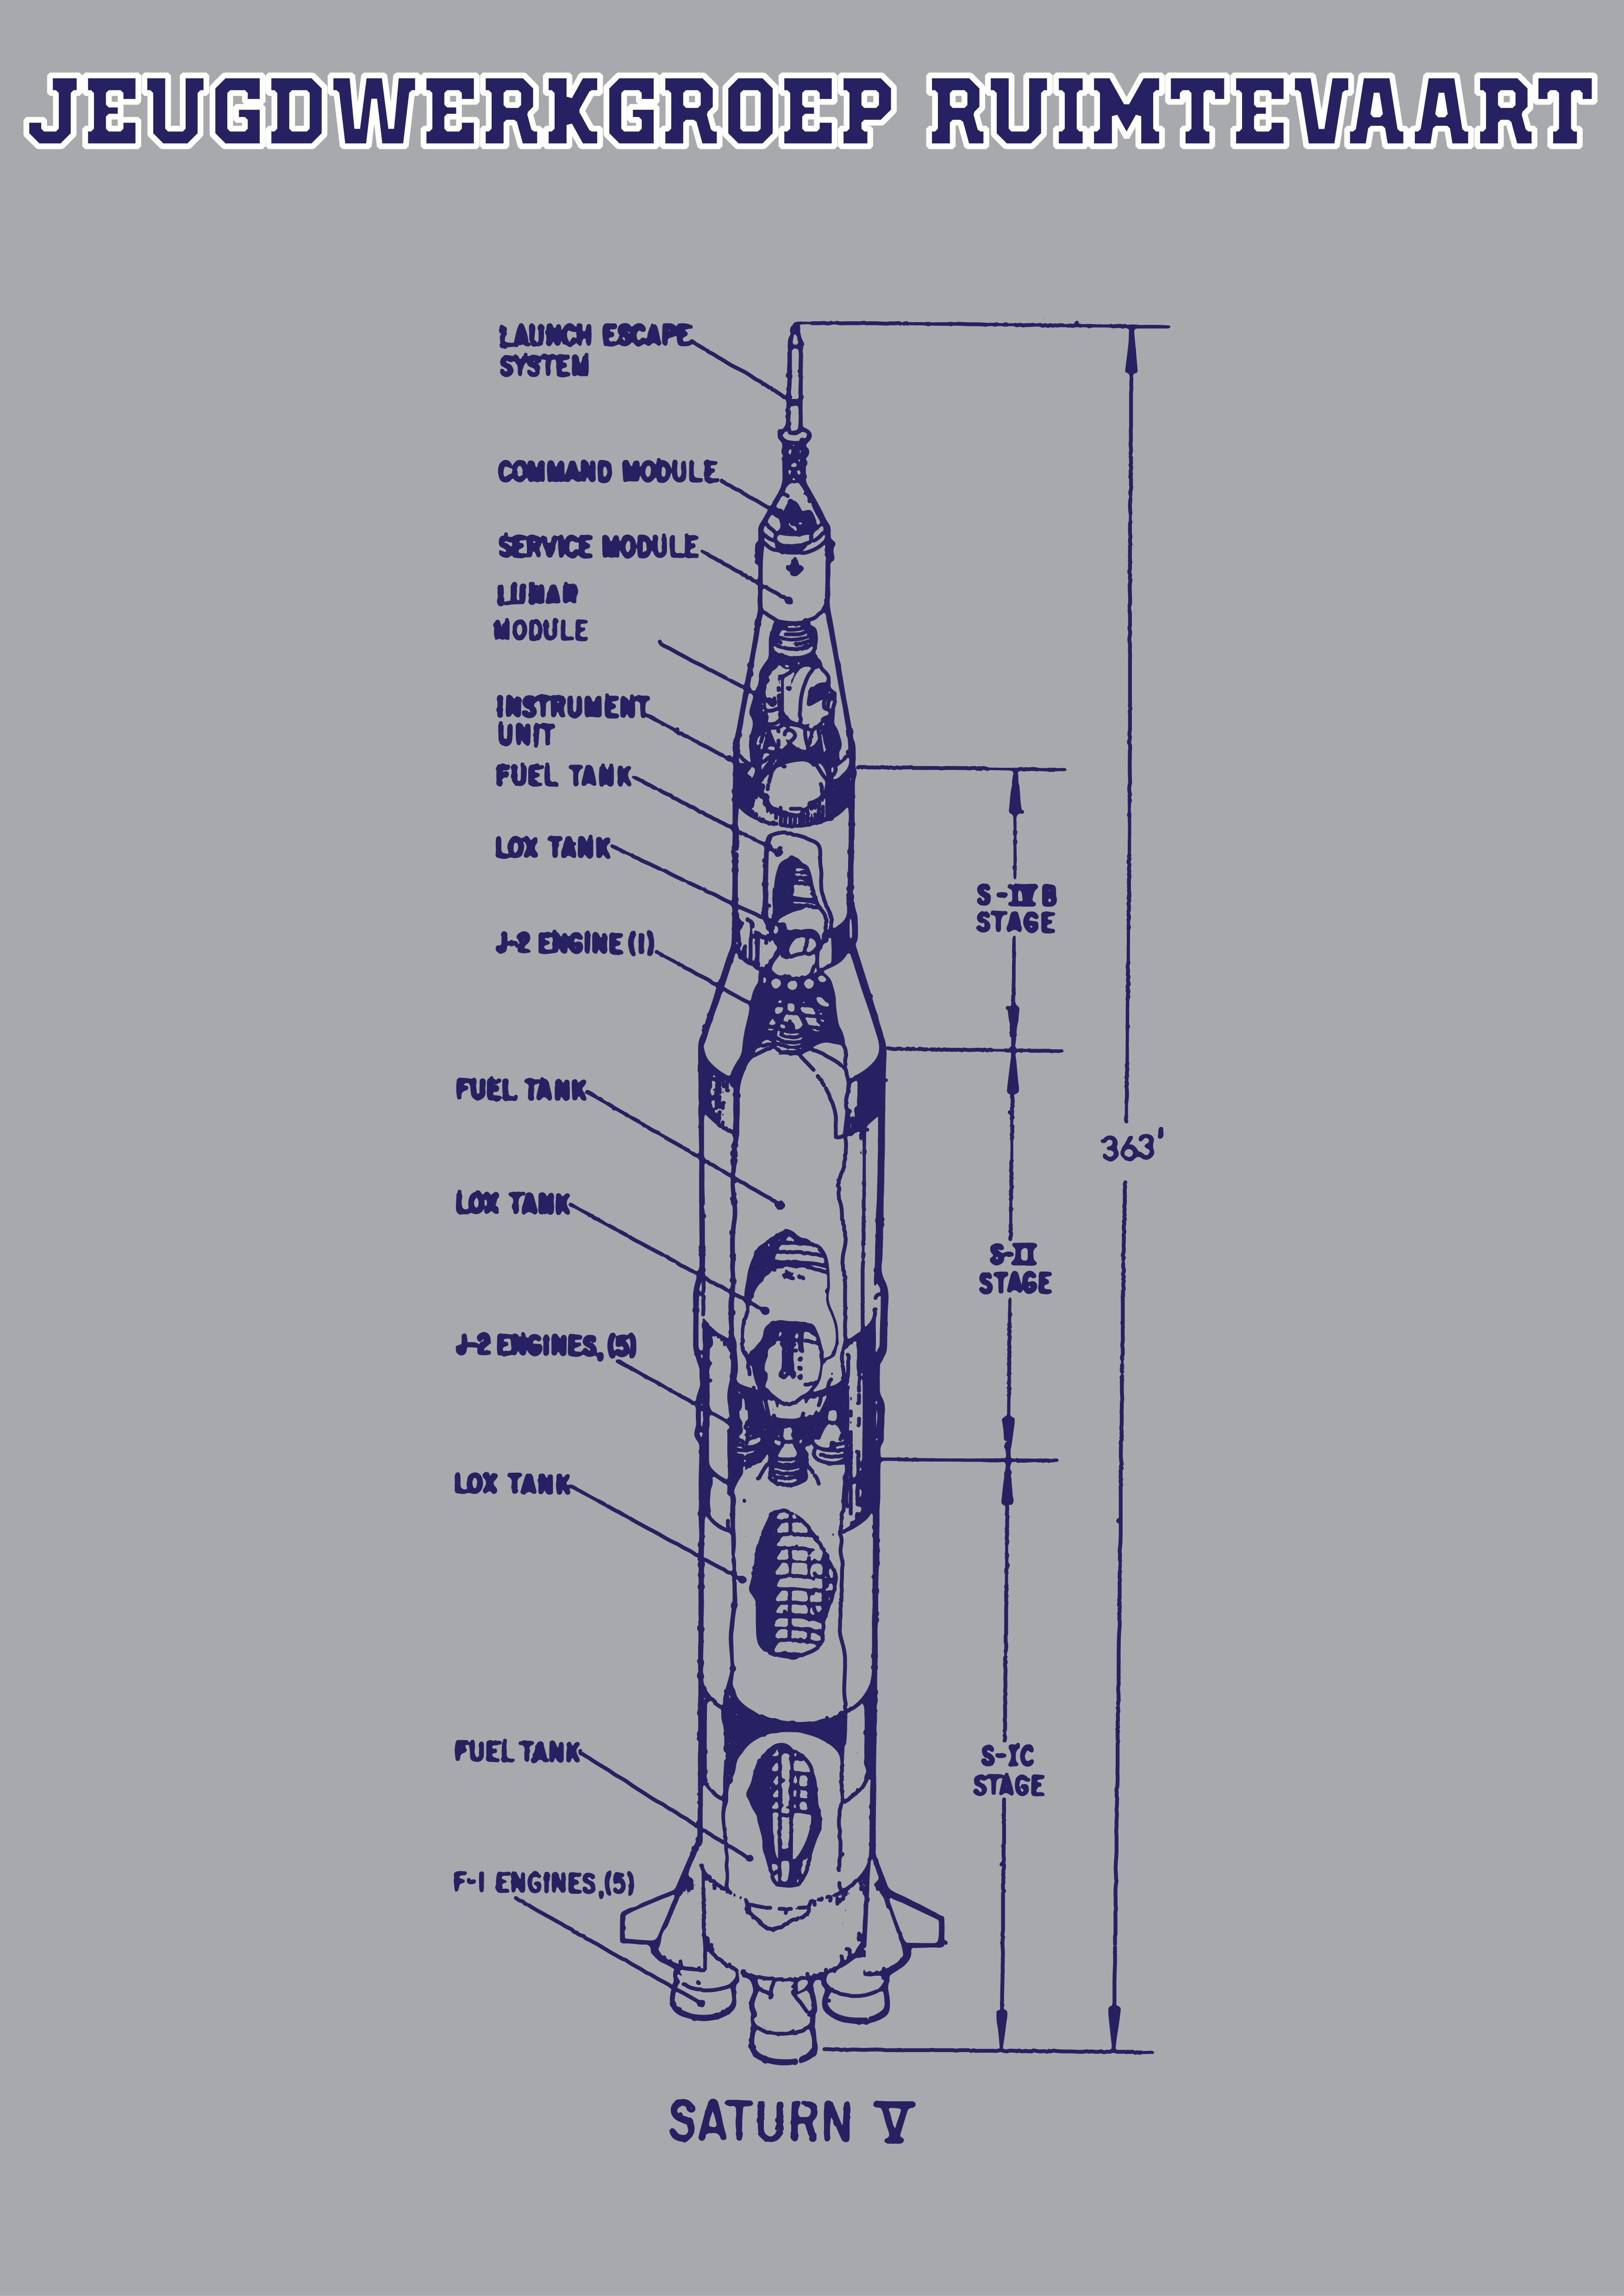 JEUGDWERKGROEP RUIMTEVAART
LAUNCH ESCAPE
SYSTEM
COMMAND MODULE
SERVICE MODULE
LUNAR
MODULE
INSTRUMENT
UNIT
FUEL TANK
LOX TANK
J-2 ENGINE (1)
FUEL TANK
LOX TANK
J-2 ENGINES, (5)
LOX TANK
FUEL TANK
F-1 ENGINES, (5)
S-IVB
STAGE
S-II
STAGE
S-IC
STAGE
363'
SATURN V